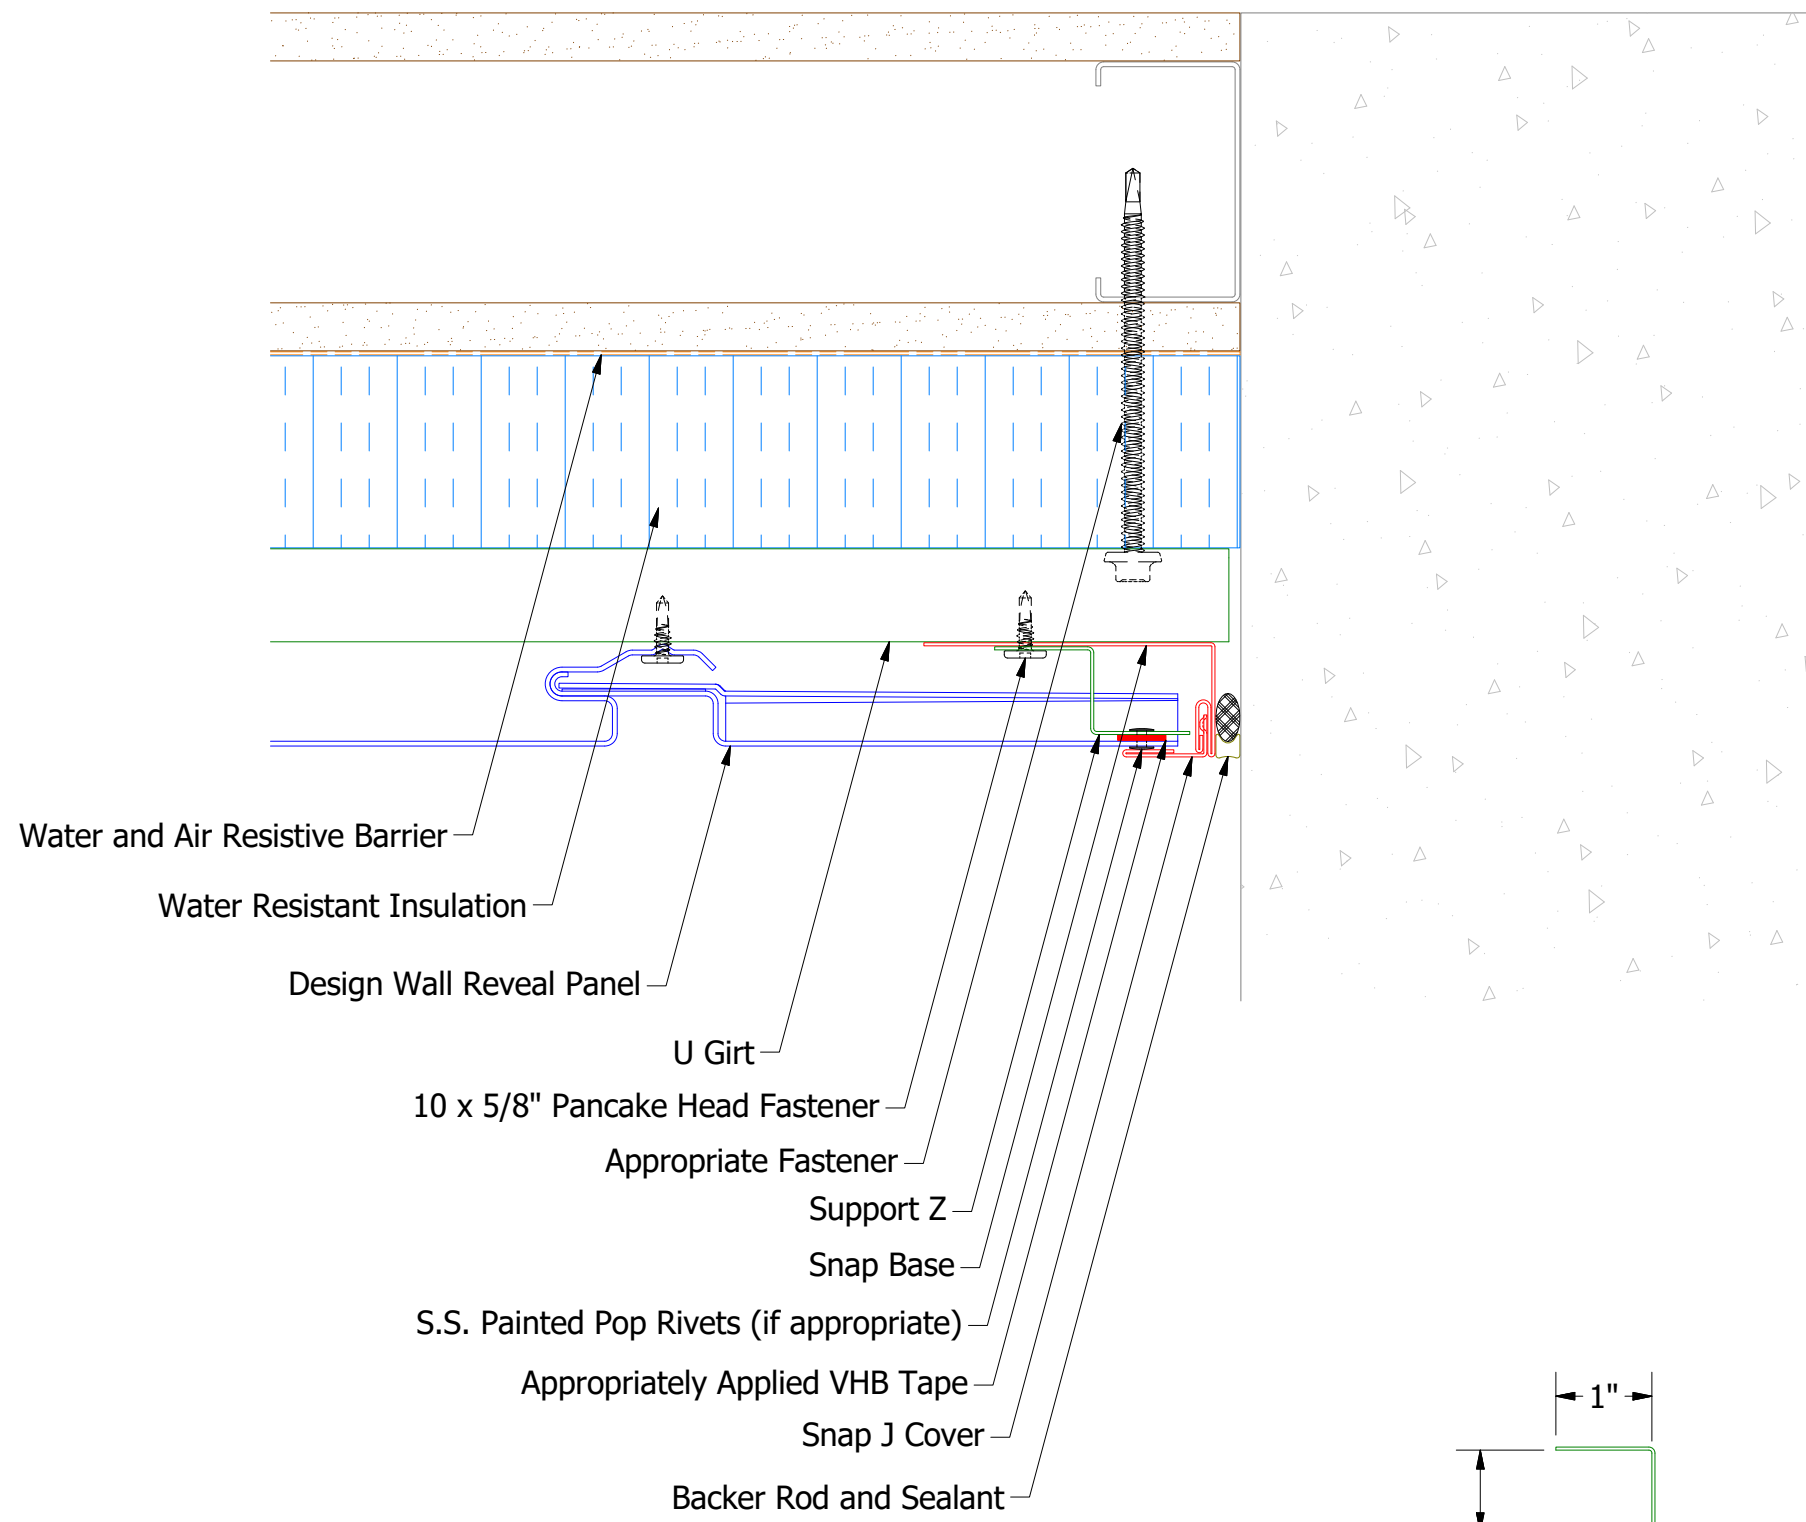 Water and Air Resistive Barrier
Water Resistant Insulation
Design Wall Reveal Panel
U Girt
10 x 5/8" Pancake Head Fastener
Appropriate Fastener
Support Z
Snap Base
S.S. Painted Pop Rivets (if appropriate)
Appropriately Applied VHB Tape
1"
Snap J Cover
Backer Rod and Sealant